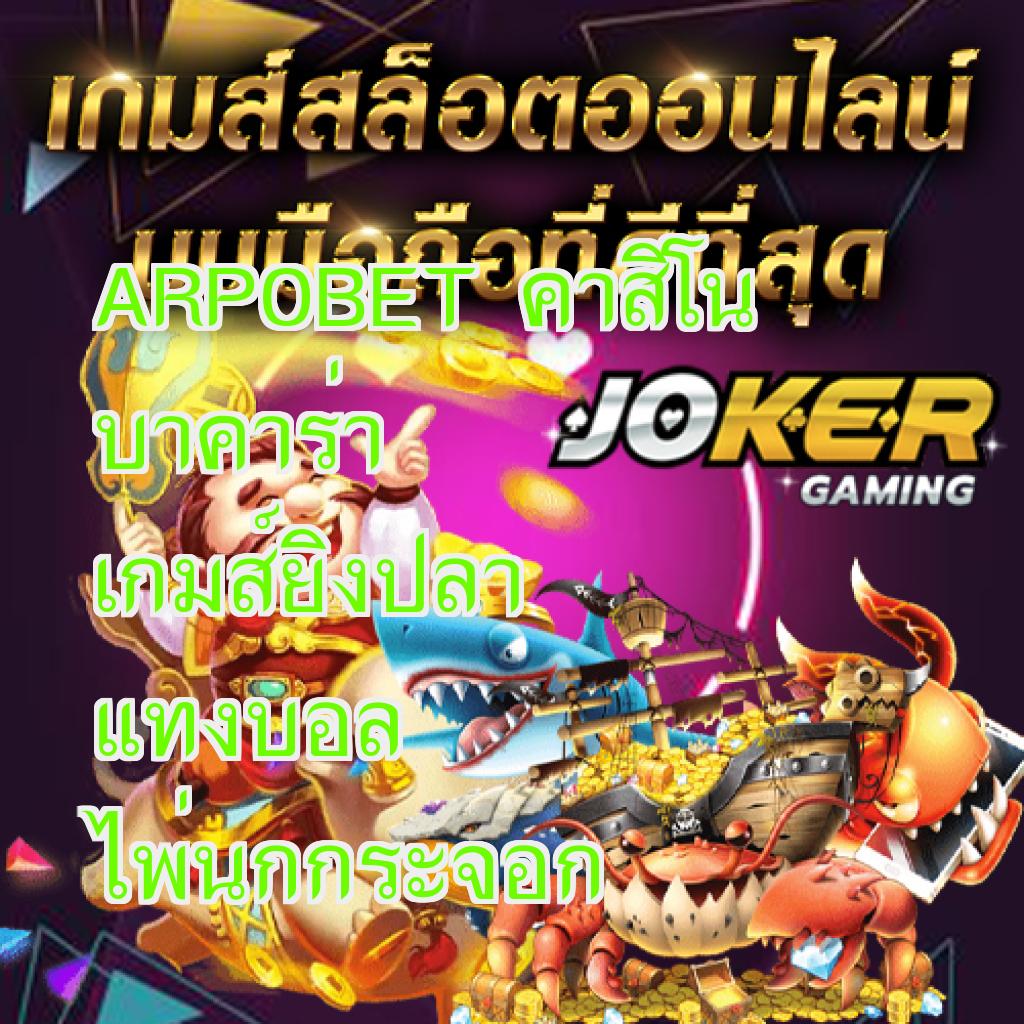 เกมส์สล็อตออนไลน์
บนมือถือที่ดีที่สุด
ARPOBET คาสิโน
JOKER
บาคาร่า
GAMING
เกมส์ยิงปลา
แทงบอล
ไพ่นกกระจอก